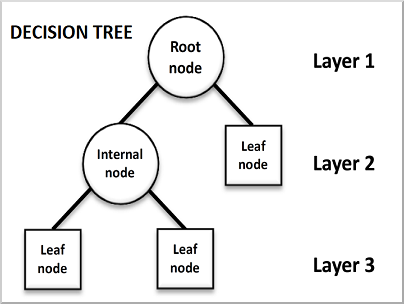 DECISION TREE
Root
node
Layer 1
Internal
node
Leaf
node
Layer 2
Leaf
node
Leaf
node
Layer 3